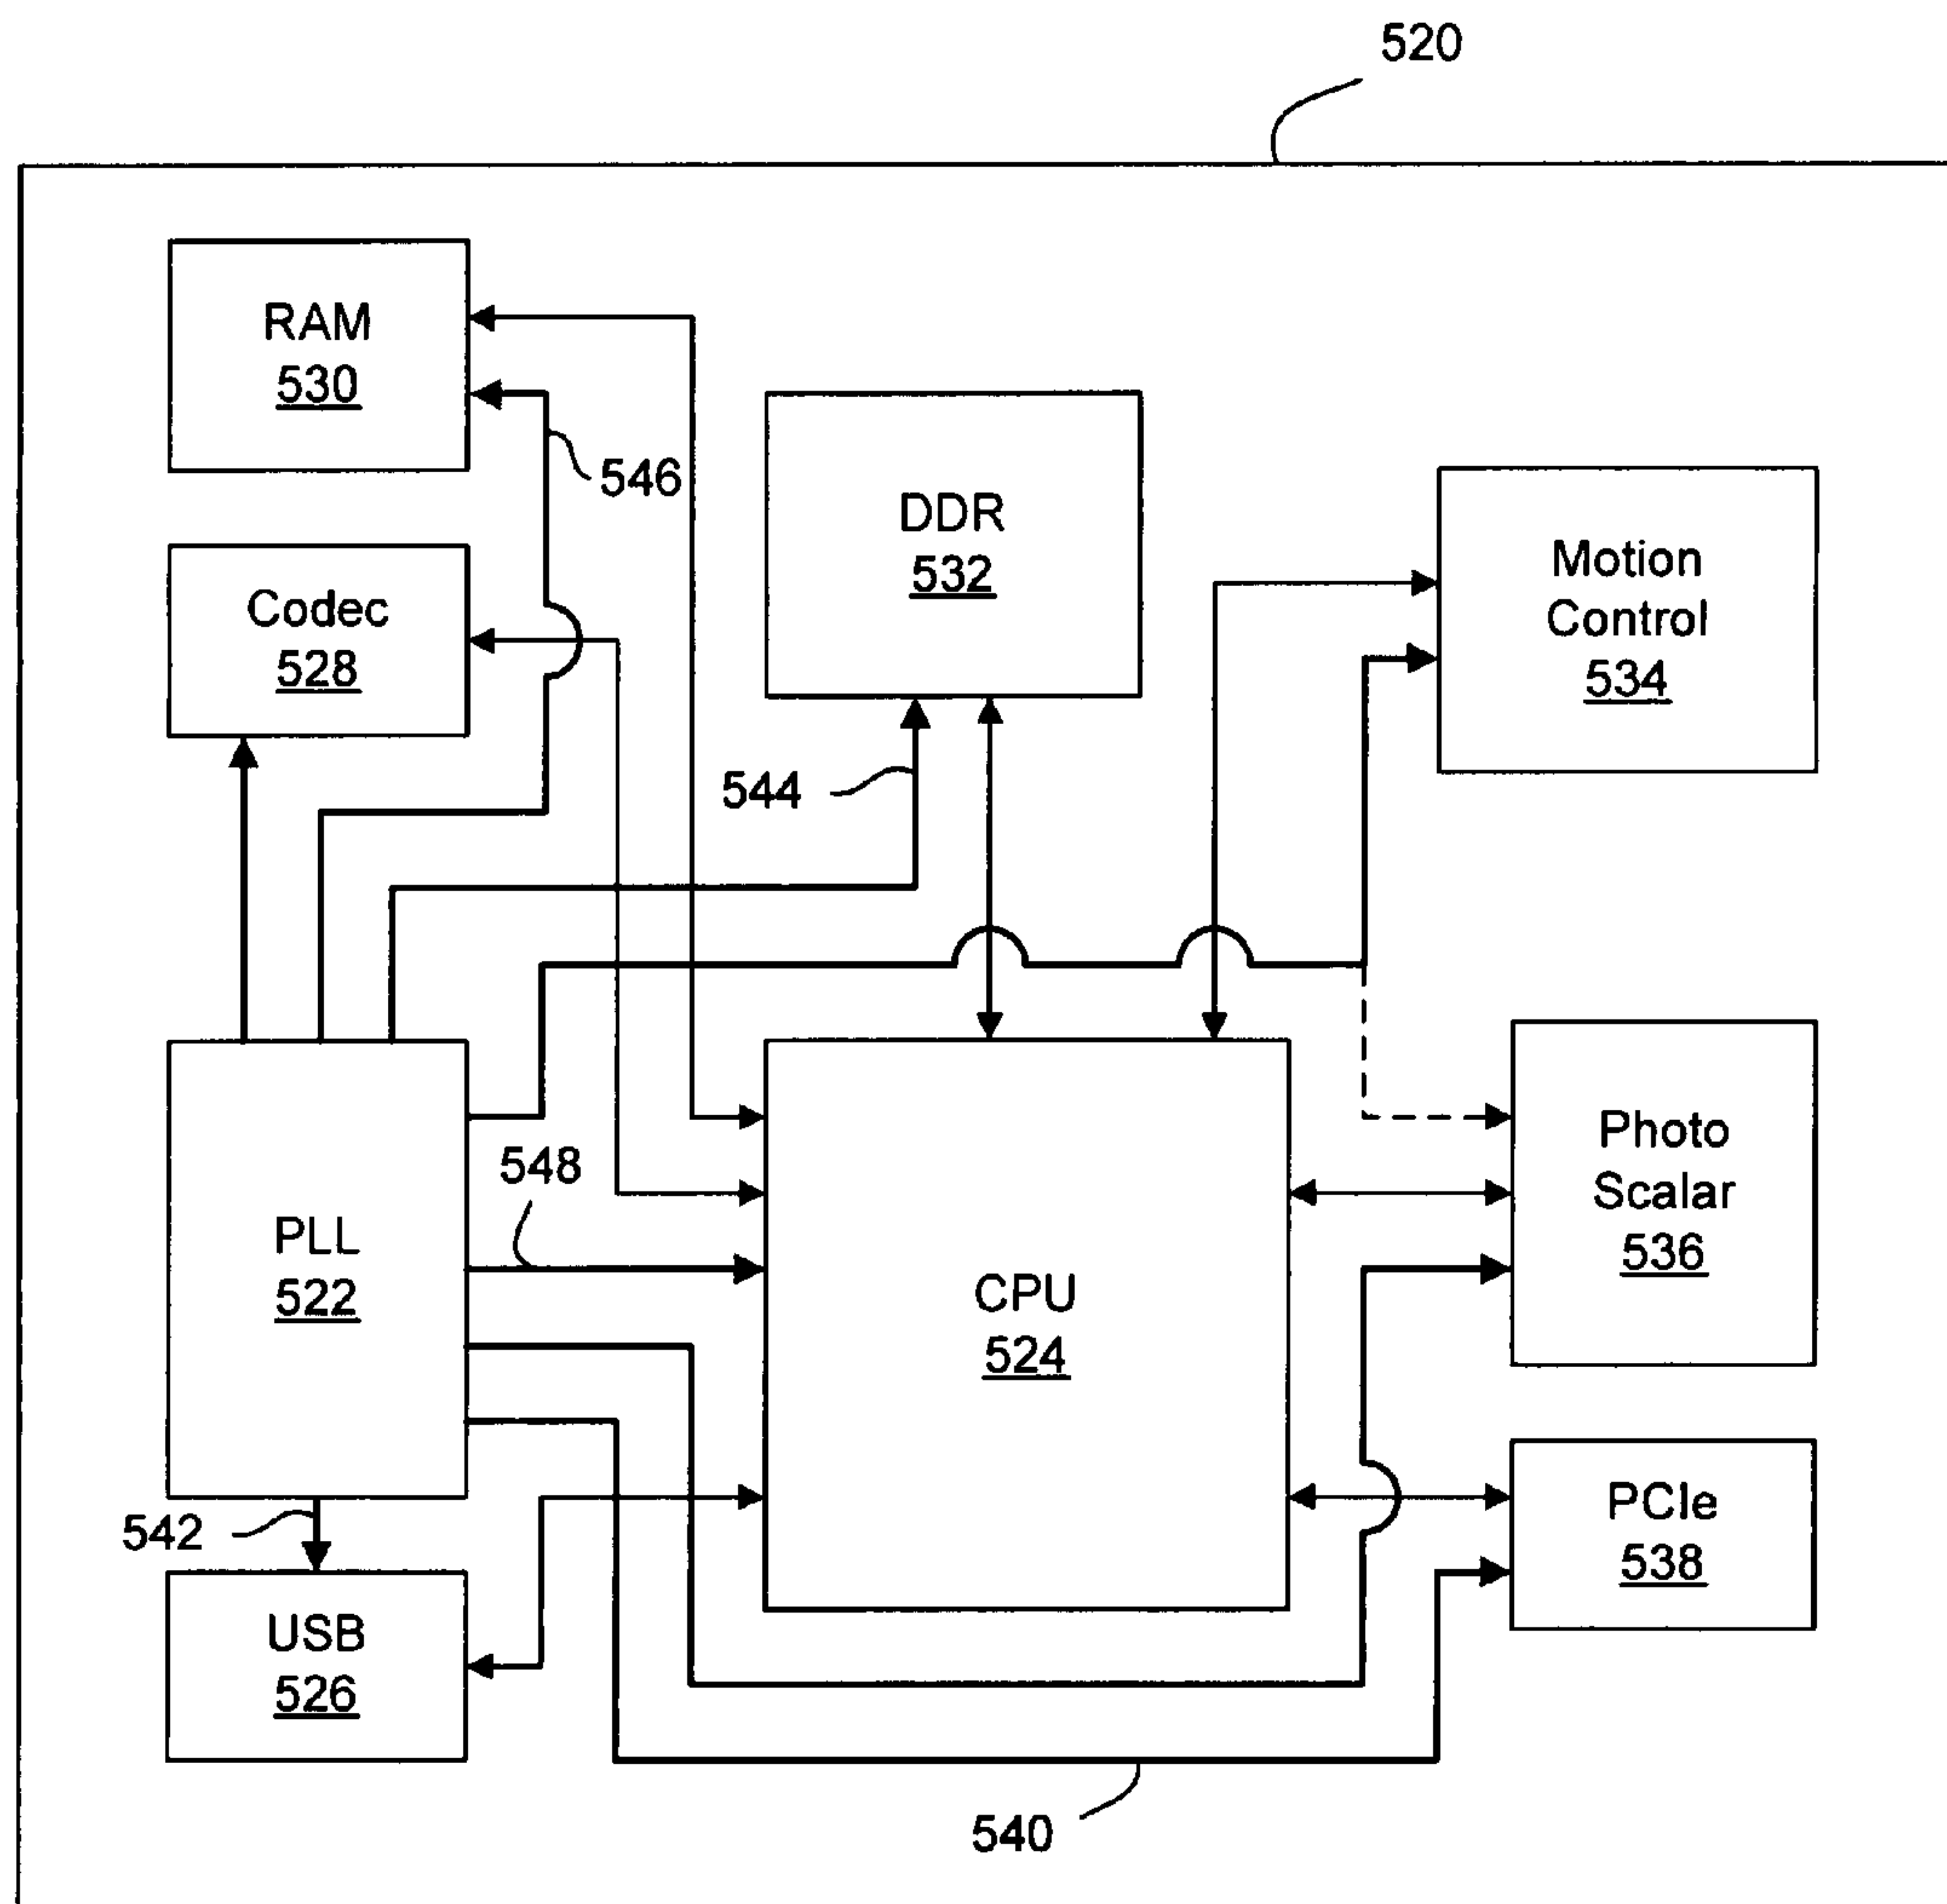 520
RAM
530
546
DDR
532
Motion
Control
534
Codec
528
544
548
Photo
Scalar
536
PLL
522
CPU
524
PCIe
538
542
USB
526
540